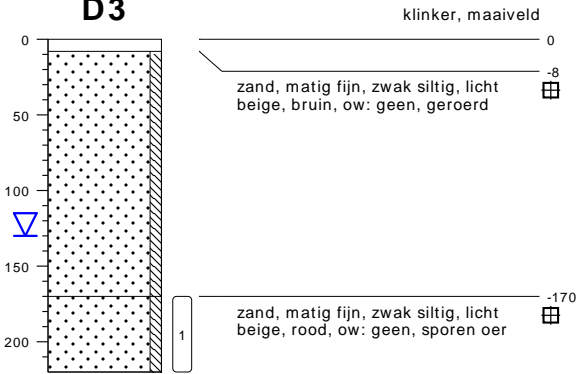 D3
klinker, maaiveld
0
0
-8
zand, matig fijn, zwak siltig, licht
beige, bruin, ow: geen, geroerd
50
100
150
-170
zand, matig fijn, zwak siltig, licht
beige, rood, ow: geen, sporen oer
1
200